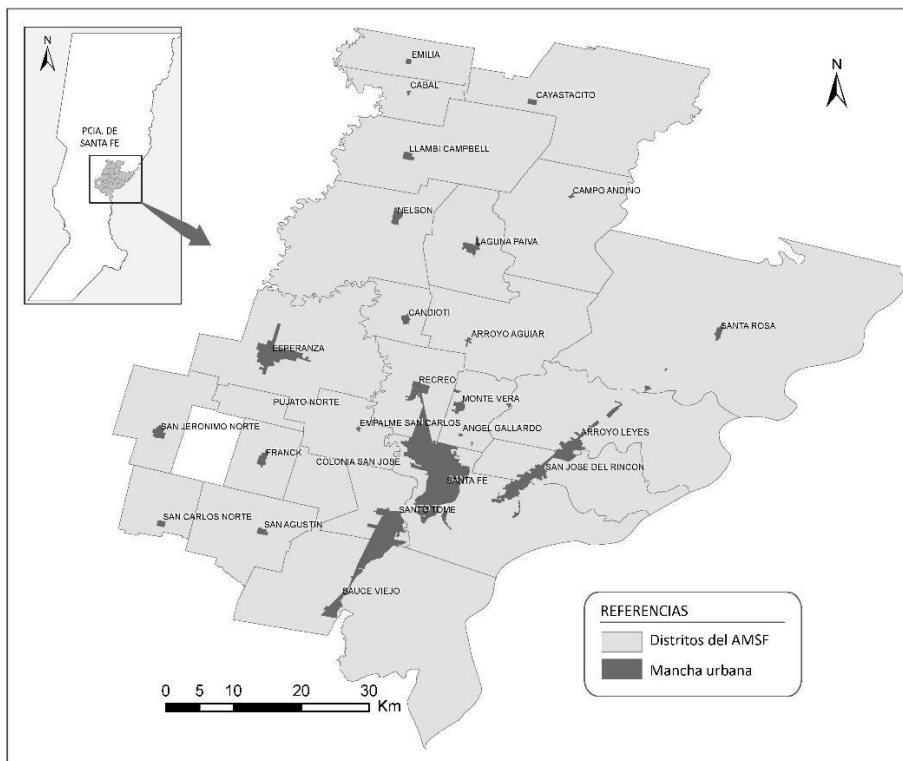 N
PCIA. DE
SANTA FE
N
EMILIA
CABAL
CAYASTACITO
LLAMBI CAMPBELL
CAMPO ANDINO
NELSON
LAGUNA PAIVA
CANDIOTI
SANTA ROSA
ARROYO AGUIAR
ESPERANZA
RECREO
PUJATO NORTE
MONTE VERA
EMPALME SAN CARLOS
ANGEL GALLARDO
SAN JERONIMO NORTE
ARROYO LEYES
FRANCK
COLONIA SAN JOSE
SAN JOSE DEL RINCON
SANTA FE
SANTO TOME
SAN CARLOS NORTE
SAN AGUSTIN
SAUCE VIEJO
REFERENCIAS
Distritos del AMSF
Mancha urbana
0 5 10 20 30
Km